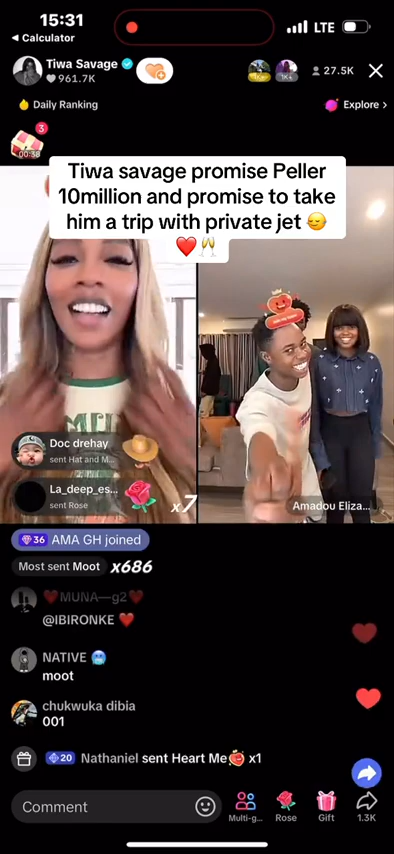 15:31
LTE
◀ Calculator
Tiwa Savage
961.7K
1K+
27.5K
Daily Ranking
Explore >
3
00:38
Tiwa savage promise Peller
10million and promise to take
him a trip with private jet 😏
❤️🥂
Doc drehay
sent Hat and M...
La_deep_es...
sent Rose
x7
Amadou Eliza...
36 AMA GH joined
Most sent Moot x686
❤️MUNA—g2❤️
@IBIRONKE ❤️
NATIVE 🥶
moot
chukwuka dibia
001
20 Nathaniel sent Heart Me x1
Comment
Multi-g...
Rose
Gift
1.3K